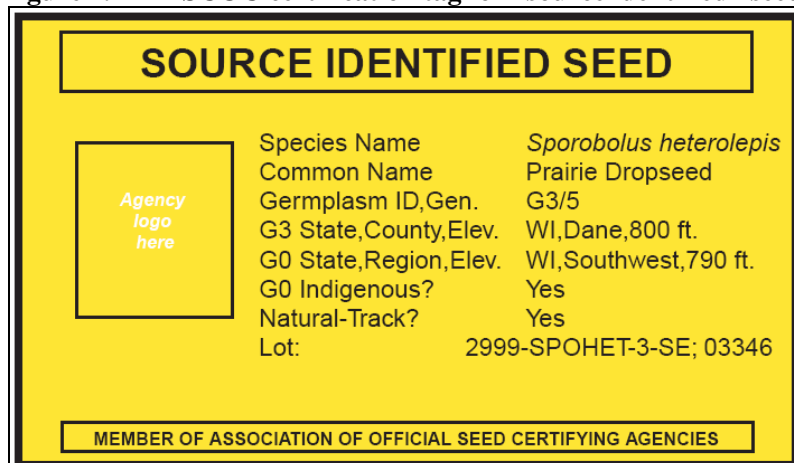 SOURCE IDENTIFIED SEED
Agency
logo
here
Species Name Sporobolus heterolepis
Common Name Prairie Dropseed
Germplasm ID,Gen. G3/5
G3 State,County,Elev. WI,Dane,800 ft.
G0 State,Region,Elev. WI,Southwest,790 ft.
G0 Indigenous? Yes
Natural-Track? Yes
Lot: 2999-SPOHET-3-SE; 03346
MEMBER OF ASSOCIATION OF OFFICIAL SEED CERTIFYING AGENCIES